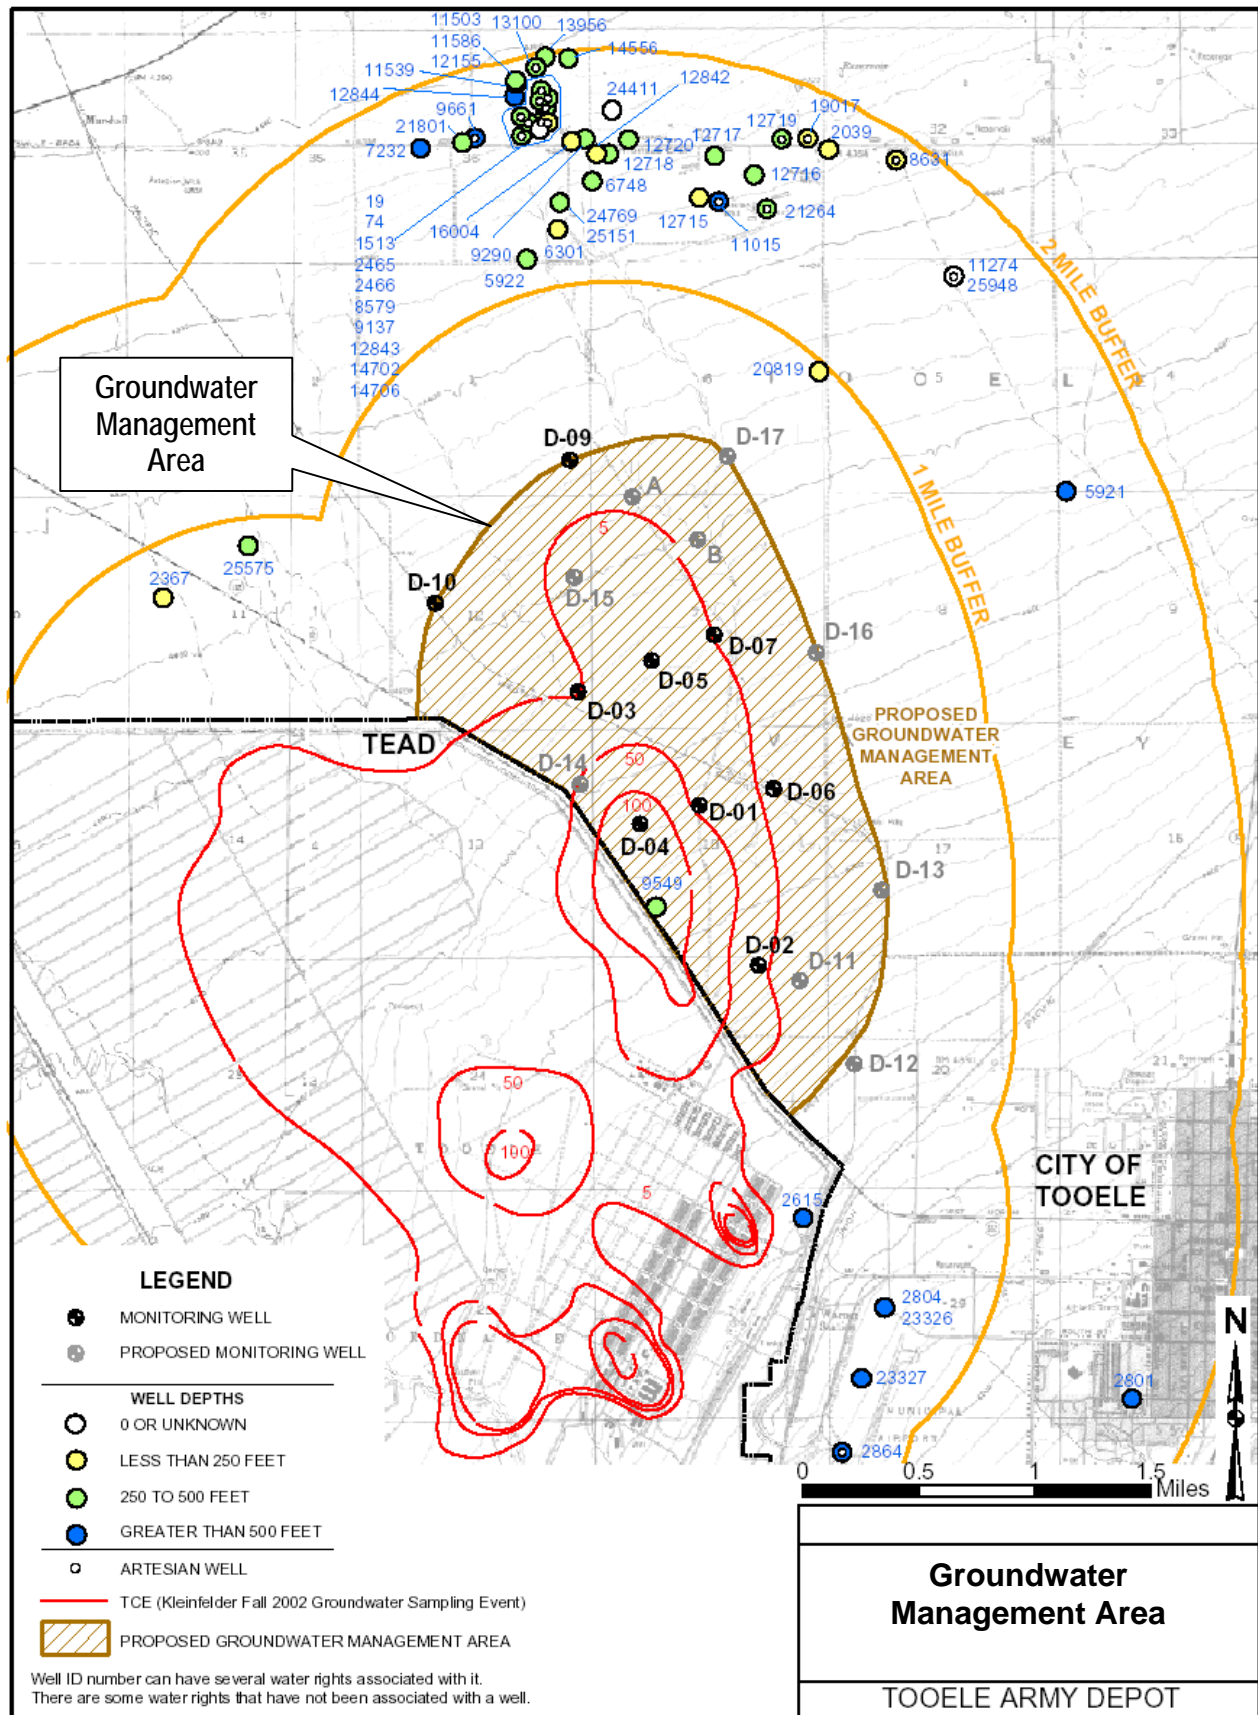 11503
11586
12155
13100
13956
14556
11539
12844
9661
21801
7232
24411
12842
12717
12719
19017
2039
8631
12720
12718
12716
6748
19
74
1513
2465
2466
8579
9137
12843
14702
14706
16004
24769
25151
12715
21264
11015
9290
6301
5922
11274
25948
2 MILE BUFFER
Groundwater
Management
Area
20819
D-09
D-17
A
1 MILE BUFFER
5921
5
B
25575
2367
D-10
D-15
D-16
D-07
D-05
D-03
PROPOSED
GROUNDWATER
MANAGEMENT
AREA
TEAD
D-14
50
D-06
100
D-01
D-04
9549
D-13
D-02
D-11
D-12
50
100
CITY OF
TOOELE
5
2615
2804
23326
23327
2801
2864
N
LEGEND
MONITORING WELL
PROPOSED MONITORING WELL
WELL DEPTHS
0 OR UNKNOWN
LESS THAN 250 FEET
250 TO 500 FEET
GREATER THAN 500 FEET
ARTESIAN WELL
TCE (Kleinfelder Fall 2002 Groundwater Sampling Event)
PROPOSED GROUNDWATER MANAGEMENT AREA
Well ID number can have several water rights associated with it.
There are some water rights that have not been associated with a well.
0 0.5 1 1.5
Miles
Groundwater
Management Area
TOOELE ARMY DEPOT